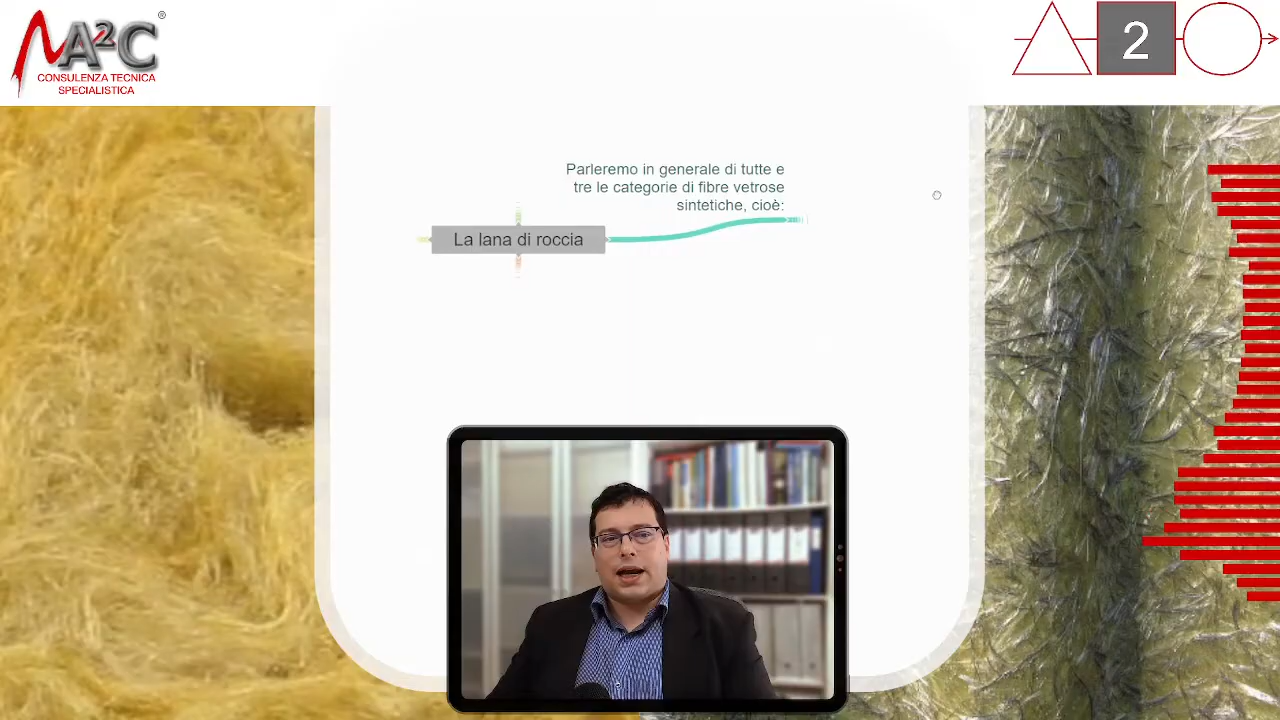 A²C
®
CONSULENZA TECNICA
SPECIALISTICA
2
Parleremo in generale di tutte e
tre le categorie di fibre vetrose
sintetiche, cioè:
La lana di roccia